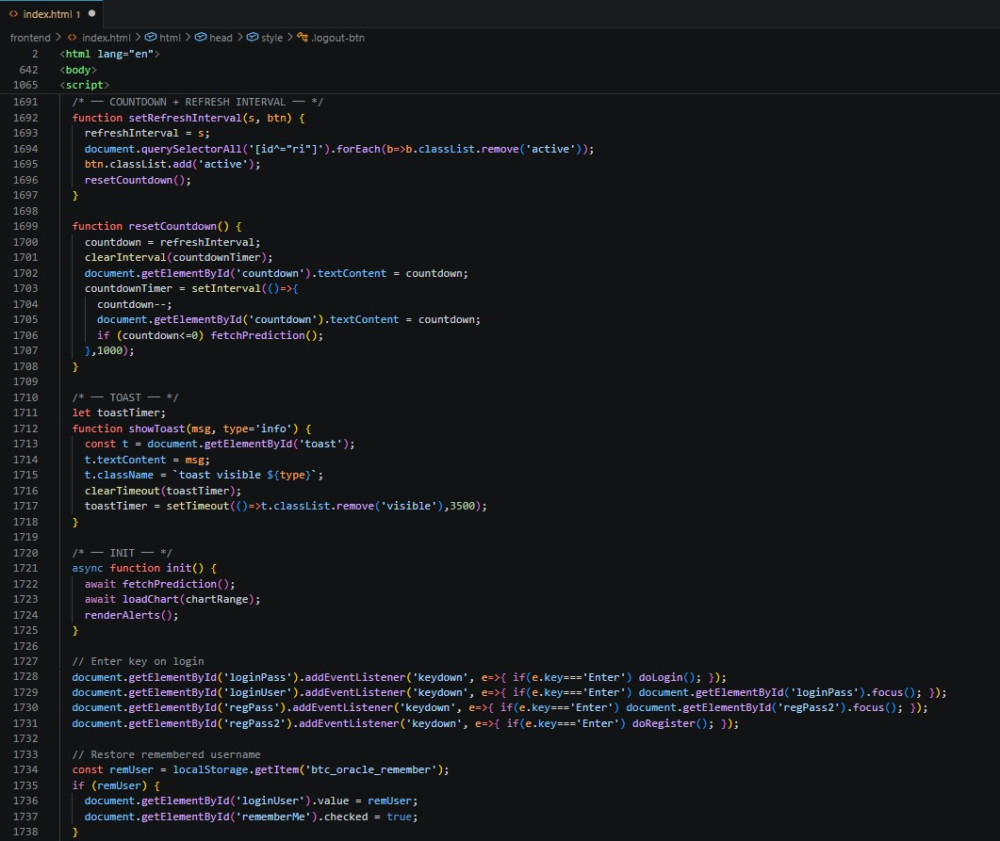 index.html 1
frontend > index.html > html > head > style > .logout-btn
2 <html lang="en">
642 <body>
1065 <script>
1691 /* —— COUNTDOWN + REFRESH INTERVAL —— */
1692 function setRefreshInterval(s, btn) {
1693 refreshInterval = s;
1694 document.querySelectorAll('[id^="ri"]').forEach(b=>b.classList.remove('active'));
1695 btn.classList.add('active');
1696 resetCountdown();
1697 }
1698
1699 function resetCountdown() {
1700 countdown = refreshInterval;
1701 clearInterval(countdownTimer);
1702 document.getElementById('countdown').textContent = countdown;
1703 countdownTimer = setInterval(()=>{
1704 countdown--;
1705 document.getElementById('countdown').textContent = countdown;
1706 if (countdown<=0) fetchPrediction();
1707 },1000);
1708 }
1709
1710 /* —— TOAST —— */
1711 let toastTimer;
1712 function showToast(msg, type='info') {
1713 const t = document.getElementById('toast');
1714 t.textContent = msg;
1715 t.className = `toast visible ${type}`;
1716 clearTimeout(toastTimer);
1717 toastTimer = setTimeout(()=>t.classList.remove('visible'),3500);
1718 }
1719
1720 /* —— INIT —— */
1721 async function init() {
1722 await fetchPrediction();
1723 await loadChart(chartRange);
1724 renderAlerts();
1725 }
1726
1727 // Enter key on login
1728 document.getElementById('loginPass').addEventListener('keydown', e=>{ if(e.key==='Enter') doLogin(); });
1729 document.getElementById('loginUser').addEventListener('keydown', e=>{ if(e.key==='Enter') document.getElementById('loginPass').focus(); });
1730 document.getElementById('regPass').addEventListener('keydown', e=>{ if(e.key==='Enter') document.getElementById('regPass2').focus(); });
1731 document.getElementById('regPass2').addEventListener('keydown', e=>{ if(e.key==='Enter') doRegister(); });
1732
1733 // Restore remembered username
1734 const remUser = localStorage.getItem('btc_oracle_remember');
1735 if (remUser) {
1736 document.getElementById('loginUser').value = remUser;
1737 document.getElementById('rememberMe').checked = true;
1738 }